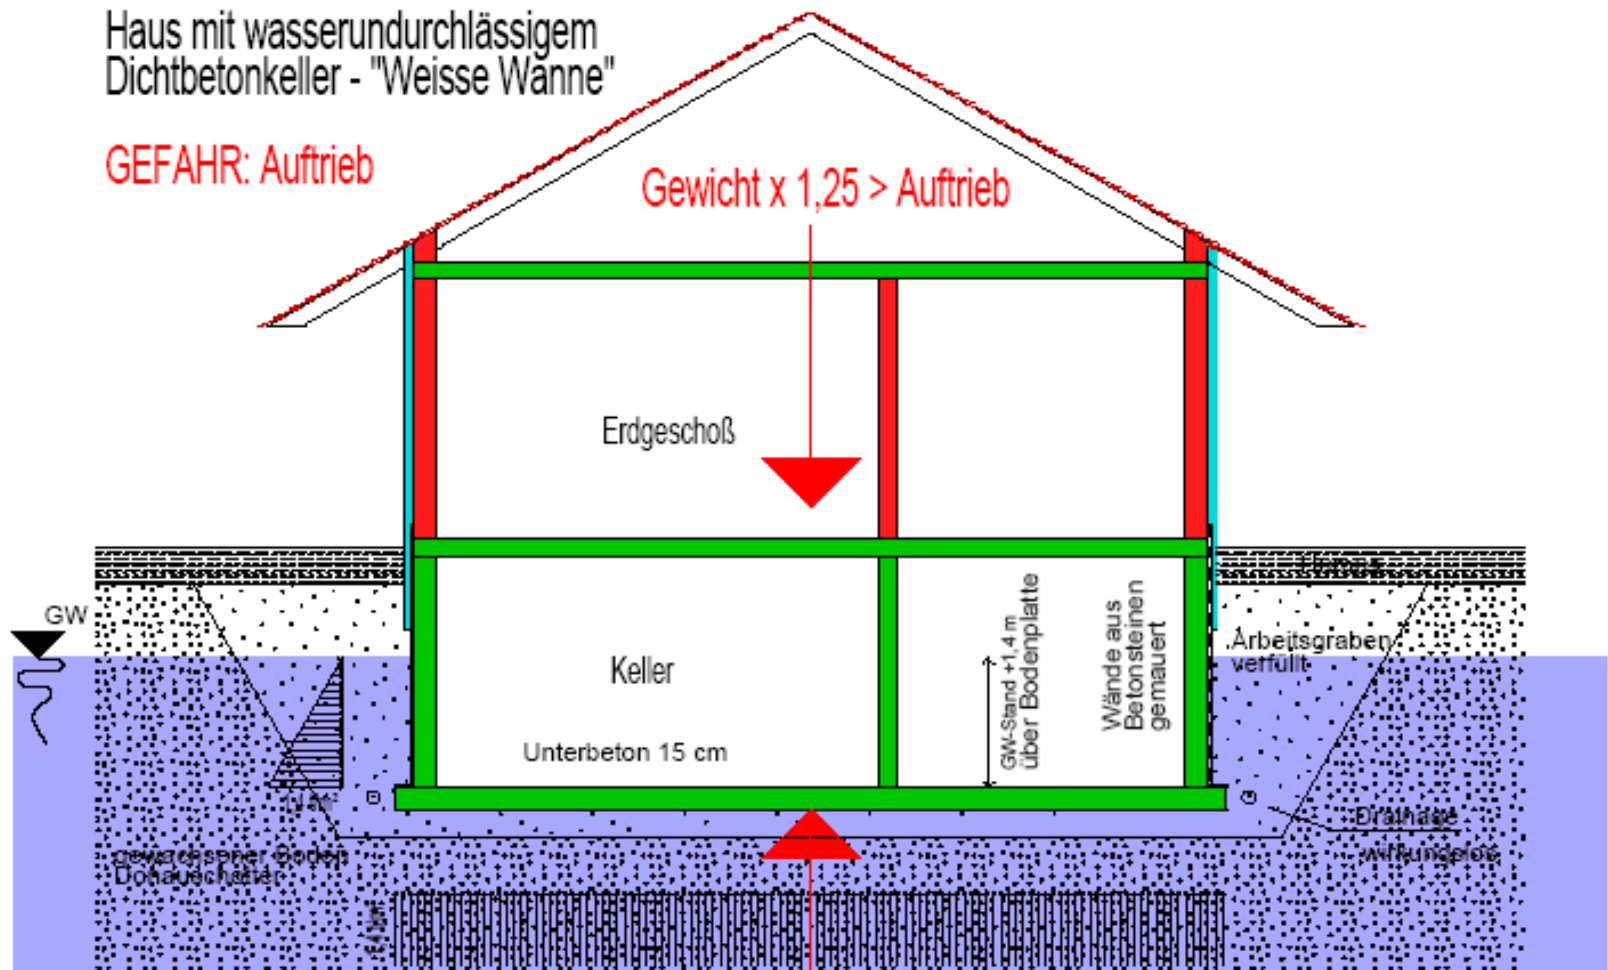 Haus mit wasserundurchlässigem
Dichtbetonkeller - "Weisse Wanne"
GEFAHR: Auftrieb
Gewicht x 1,25 > Auftrieb
Erdgeschoß
GW
Keller
Unterbeton 15 cm
GW-Stand +1,4 m
über Bodenplatte
Wände aus
Betonsteinen
gemauert
Arbeitsgraben
verfüllt
Drainage
wirkungslos
gewachsener Boden
Donauschotter